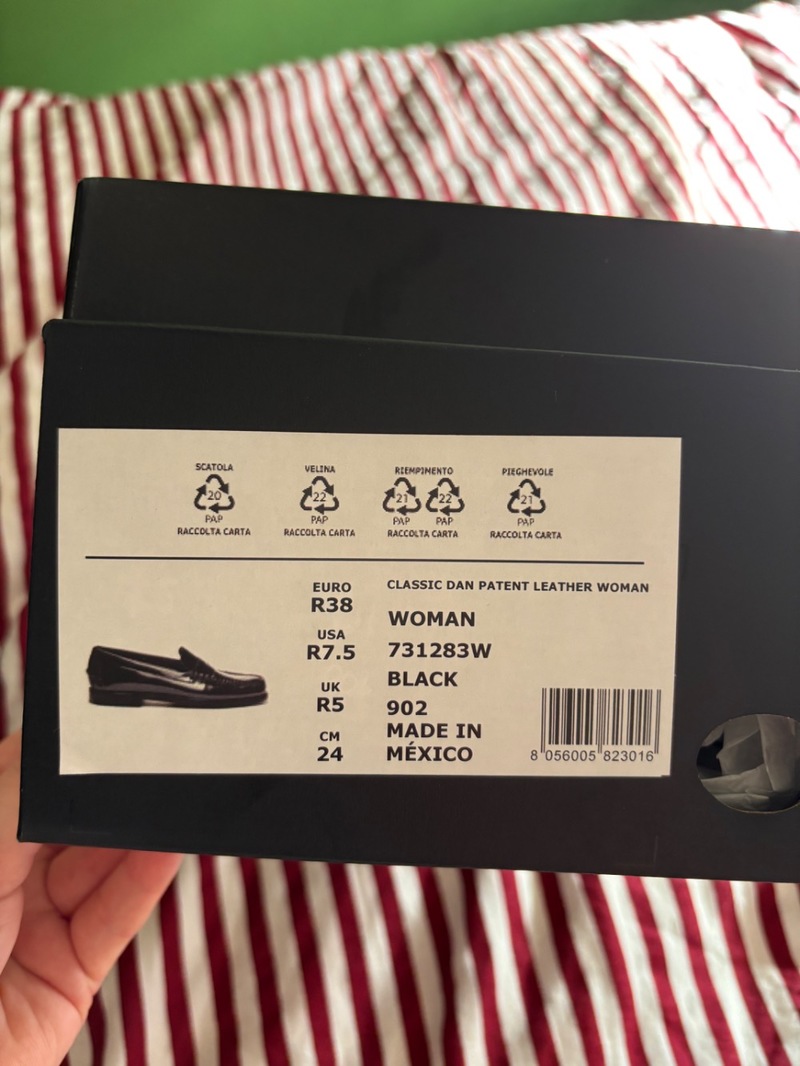 SCATOLA
20
PAP
RACCOLTA CARTA
VELINA
22
PAP
RACCOLTA CARTA
RIEMPIMENTO
21 22
PAP PAP
RACCOLTA CARTA
PIEGHEVOLE
21
PAP
RACCOLTA CARTA
EURO
R38
USA
R7.5
UK
R5
CM
24
CLASSIC DAN PATENT LEATHER WOMAN
WOMAN
731283W
BLACK
902
MADE IN
MÉXICO
8 056005 823016